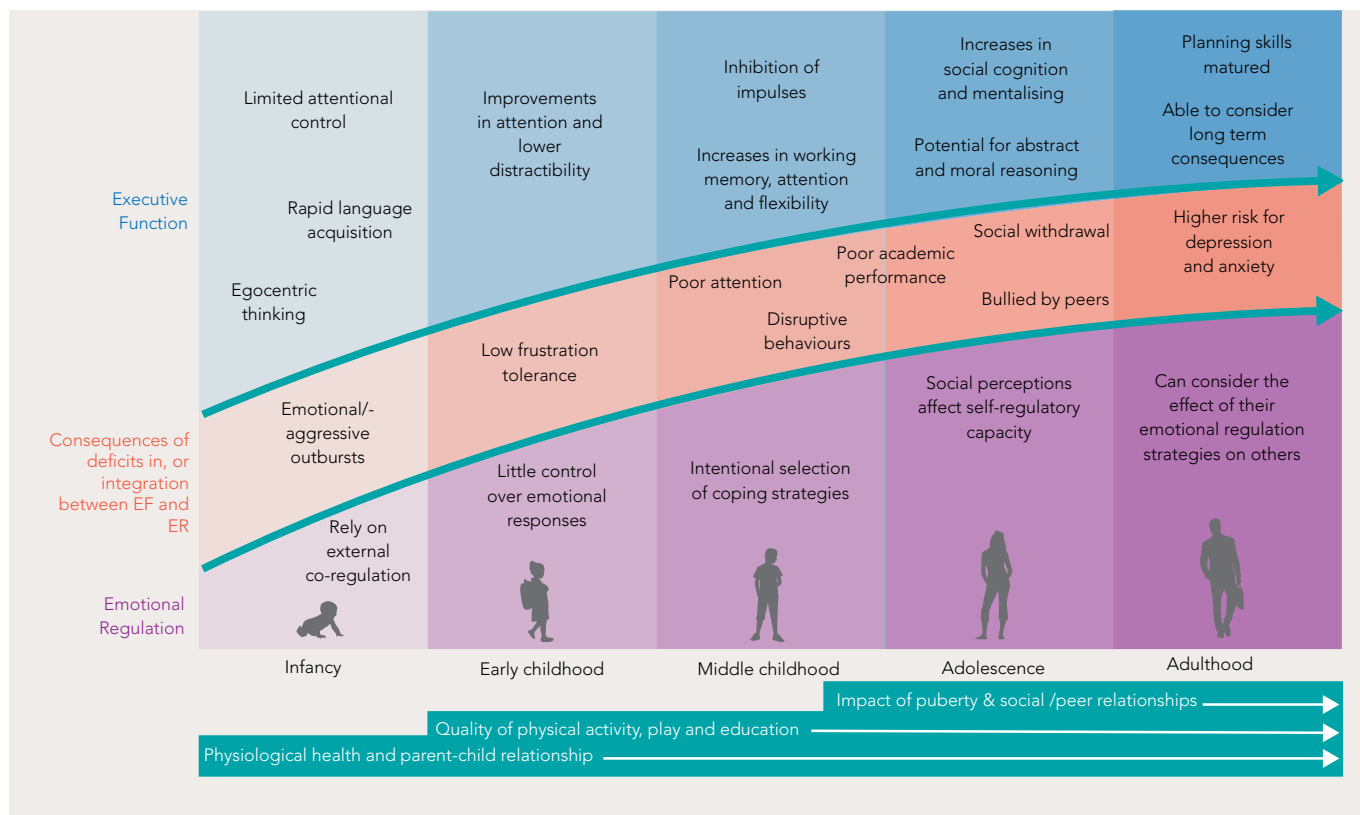 Executive
Function
Consequences of
deficits in, or
integration
between EF and
ER
Emotional
Regulation
Limited attentional
control
Rapid language
acquisition
Egocentric
thinking
Emotional/-
aggressive
outbursts
Rely on
external
co-regulation
Infancy
Improvements
in attention and
lower
distractibility
Low frustration
tolerance
Little control
over emotional
responses
Early childhood
Inhibition of
impulses
Increases in working
memory, attention
and flexibility
Poor attention
Disruptive
behaviours
Intentional selection
of coping strategies
Middle childhood
Poor academic
performance
Increases in
social cognition
and mentalising
Potential for abstract
and moral reasoning
Social withdrawal
Bullied by peers
Social perceptions
affect self-regulatory
capacity
Adolescence
Planning skills
matured
Able to consider
long term
consequences
Higher risk for
depression
and anxiety
Can consider the
effect of their
emotional regulation
strategies on others
Adulthood
Impact of puberty & social /peer relationships
Quality of physical activity, play and education
Physiological health and parent-child relationship